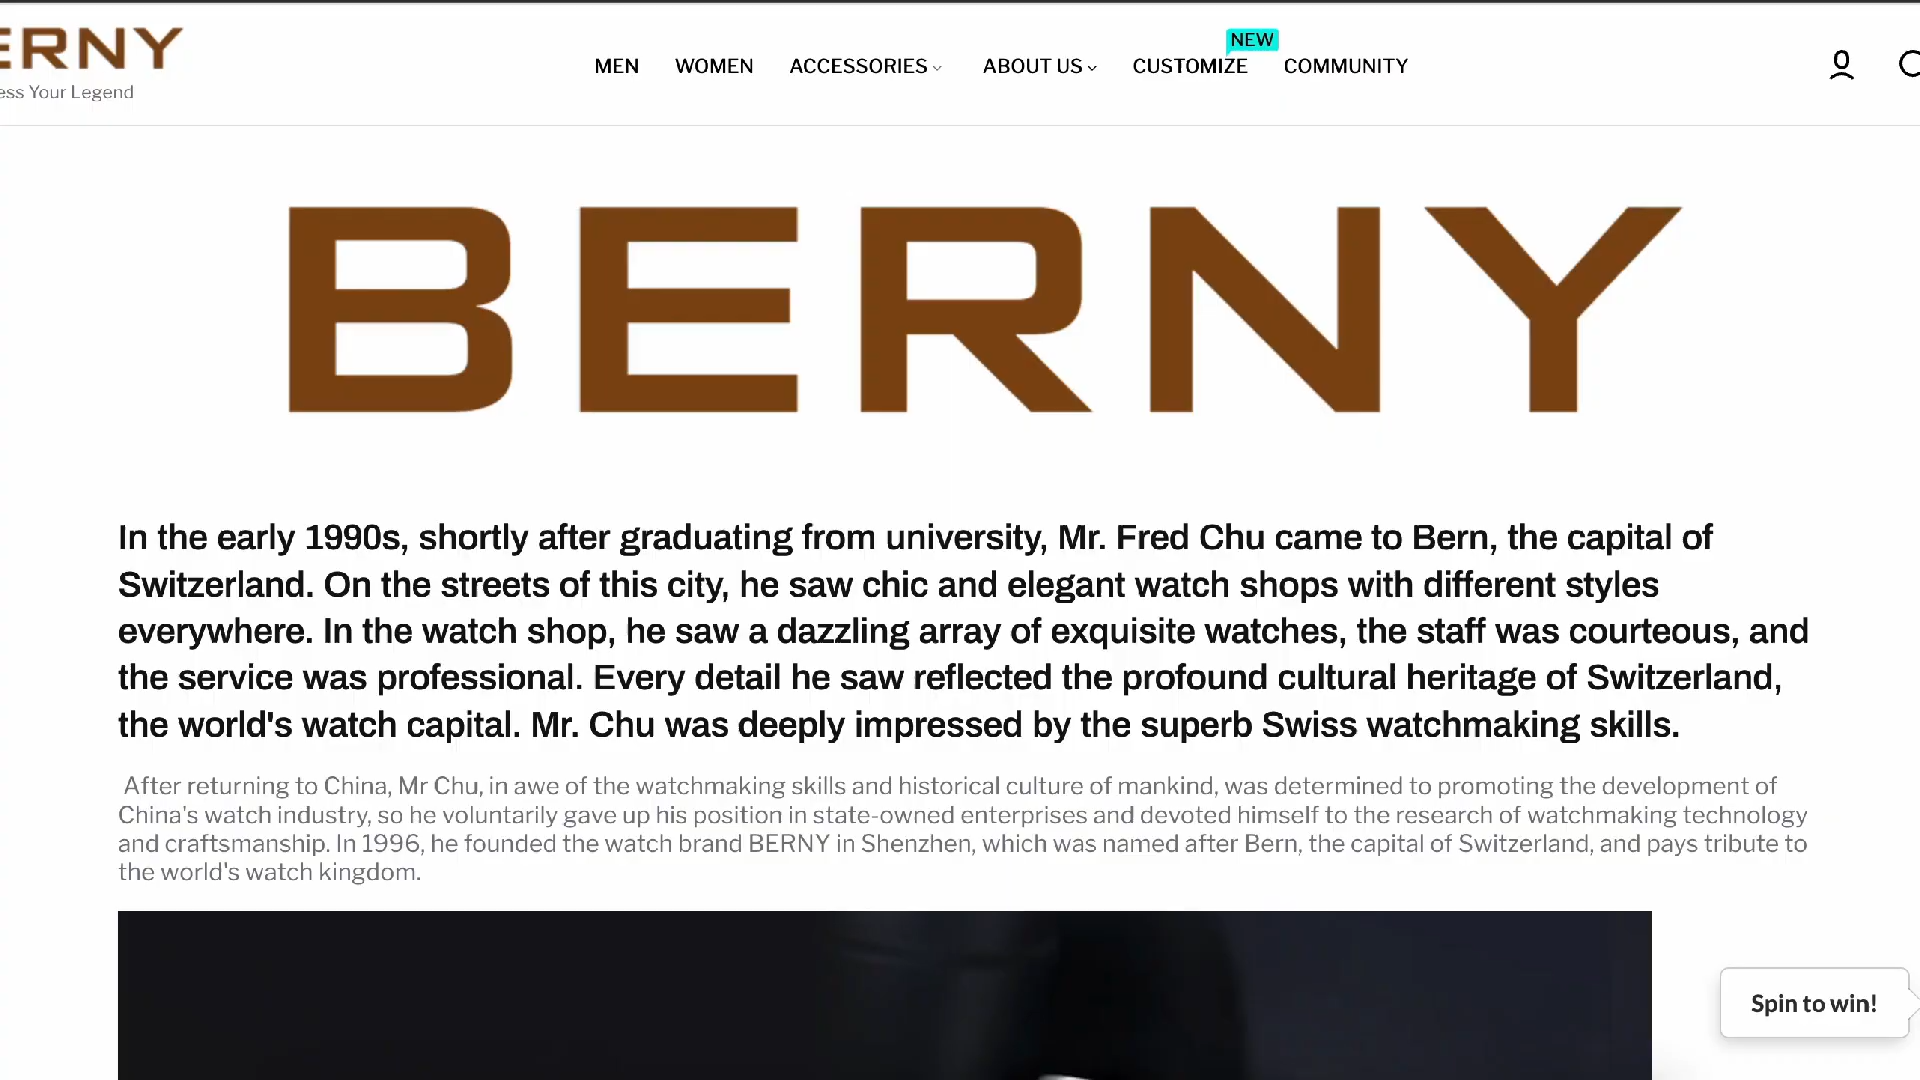 ERNY
ess Your Legend
MEN
WOMEN
ACCESSORIES
ABOUT US
NEW
CUSTOMIZE
COMMUNITY
BERNY
In the early 1990s, shortly after graduating from university, Mr. Fred Chu came to Bern, the capital of
Switzerland. On the streets of this city, he saw chic and elegant watch shops with different styles
everywhere. In the watch shop, he saw a dazzling array of exquisite watches, the staff was courteous, and
the service was professional. Every detail he saw reflected the profound cultural heritage of Switzerland,
the world's watch capital. Mr. Chu was deeply impressed by the superb Swiss watchmaking skills.
After returning to China, Mr Chu, in awe of the watchmaking skills and historical culture of mankind, was determined to promoting the development of
China's watch industry, so he voluntarily gave up his position in state-owned enterprises and devoted himself to the research of watchmaking technology
and craftsmanship. In 1996, he founded the watch brand BERNY in Shenzhen, which was named after Bern, the capital of Switzerland, and pays tribute to
the world's watch kingdom.
Spin to win!